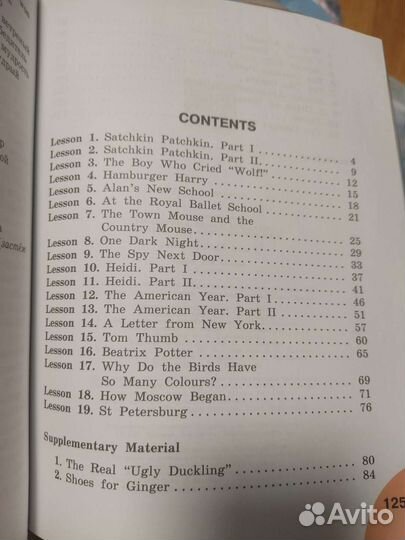 CONTENTS
Lesson 1. Satchkin Patchkin. Part I . . . . . . . . . . . . . 4
Lesson 2. Satchkin Patchkin. Part II. . . . . . . . . . . . . 9
Lesson 3. The Boy Who Cried "Wolf!" . . . . . . . . . . . 12
Lesson 4. Hamburger Harry . . . . . . . . . . . . . . . . . 15
Lesson 5. Alan's New School . . . . . . . . . . . . . . . . 18
Lesson 6. At the Royal Ballet School . . . . . . . . . . . . 21
Lesson 7. The Town Mouse and the
Country Mouse. . . . . . . . . . . . . . . . . . . 25
Lesson 8. One Dark Night. . . . . . . . . . . . . . . . . . 29
Lesson 9. The Spy Next Door. . . . . . . . . . . . . . . . 33
Lesson 10. Heidi. Part I . . . . . . . . . . . . . . . . . . 37
Lesson 11. Heidi. Part II. . . . . . . . . . . . . . . . . . 41
Lesson 12. The American Year. Part I . . . . . . . . . . . 46
Lesson 13. The American Year. Part II . . . . . . . . . . . 51
Lesson 14. A Letter from New York. . . . . . . . . . . . . 57
Lesson 15. Tom Thumb . . . . . . . . . . . . . . . . . . . 60
Lesson 16. Beatrix Potter . . . . . . . . . . . . . . . . . 65
Lesson 17. Why Do the Birds Have
So Many Colours? . . . . . . . . . . . . . . . . 69
Lesson 18. How Moscow Began . . . . . . . . . . . . . . . 71
Lesson 19. St Petersburg . . . . . . . . . . . . . . . . . . 76
Supplementary Material
1. The Real "Ugly Duckling" . . . . . . . . . . . . . . . . 80
2. Shoes for Ginger . . . . . . . . . . . . . . . . . . . . . 84
125
Avito